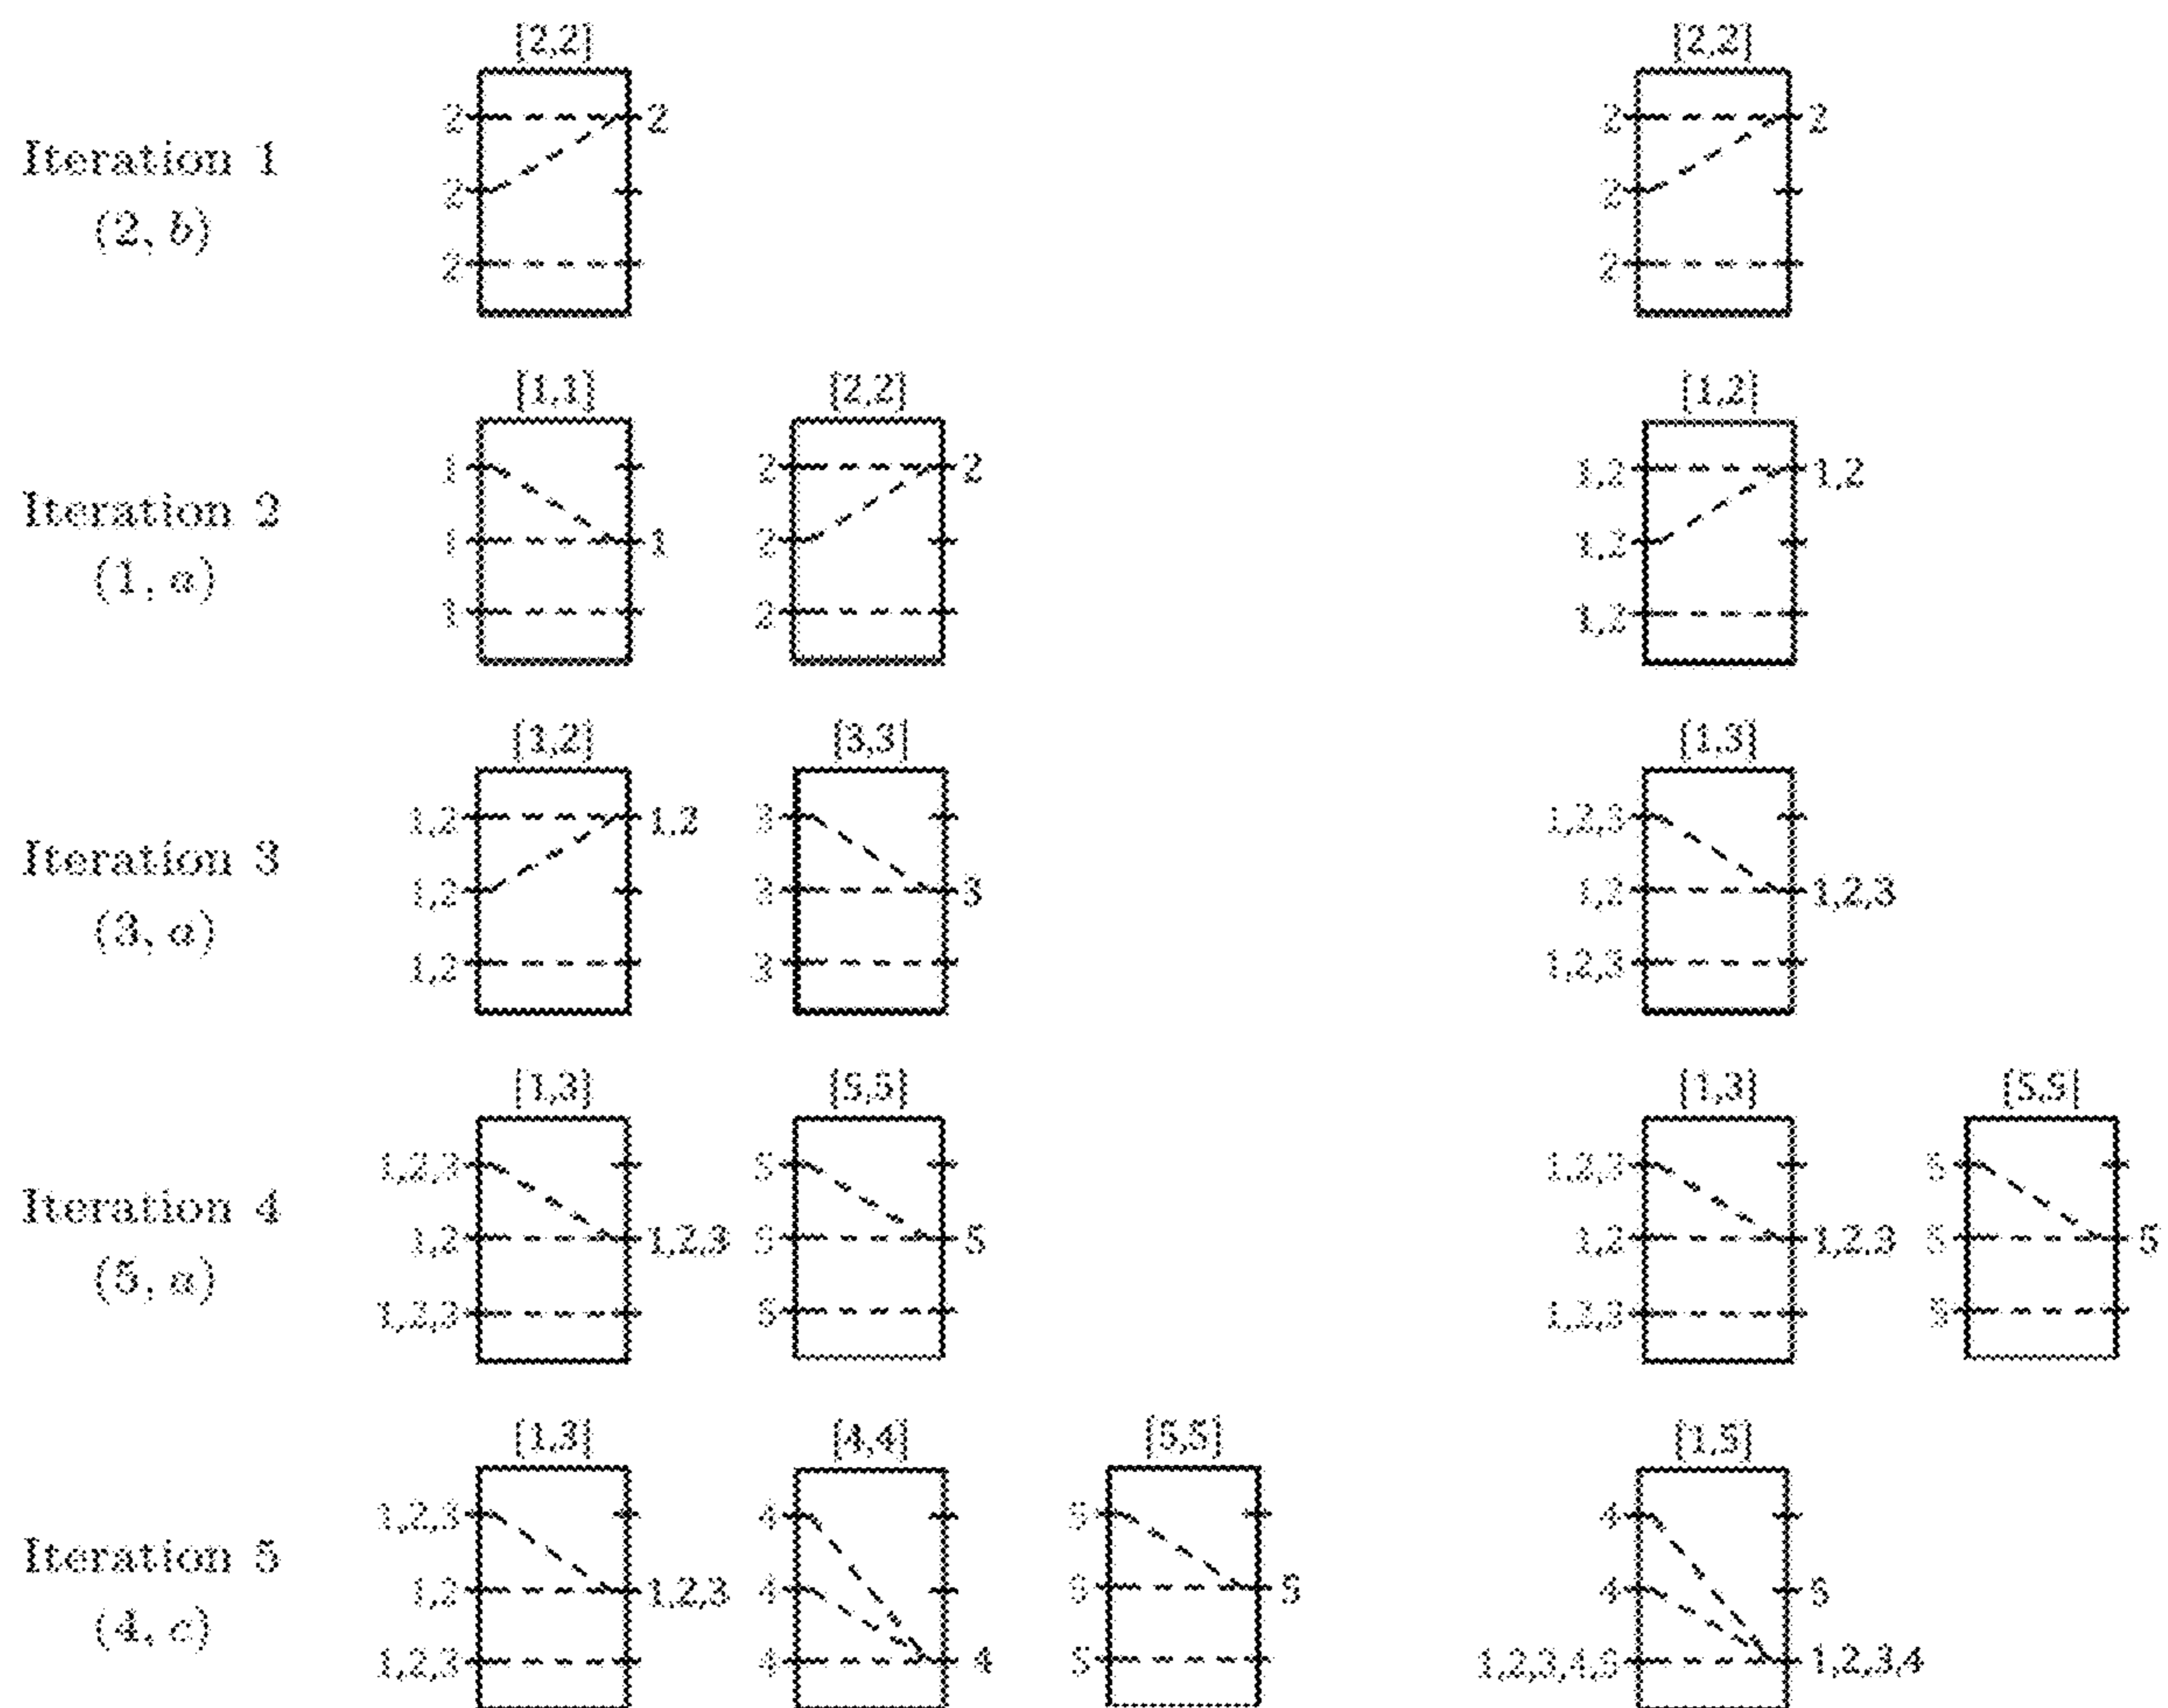 [2,2] [2,2]
2 2 2 2
Iteration 1
2 2
(2, b)
2 2
[1,1] [2,2] [1,2]
1 2 2 1,2 1,2
Iteration 2
1 1 2 1,2
(1, a)
1 2 1,2
[1,2] [3,3] [1,3]
1,2 1,2 3 1,2,3
Iteration 3
1,2 3 3 1,2 1,2,3
(3, a)
1,2 3 1,2,3
[1,3] [5,5] [1,3] [5,5]
1,2,3 5 1,2,3 5
Iteration 4
1,2 1,2,3 5 5 1,2 1,2,3 5 5
(5, a)
1,2,3 5 1,2,3 5
[1,3] [4,4] [5,5] [1,5]
1,2,3 4 5 4
Iteration 5
1,2 1,2,3 4 5 5 4 5
(4, c)
1,2,3 4 4 5 1,2,3,4,5 1,2,3,4